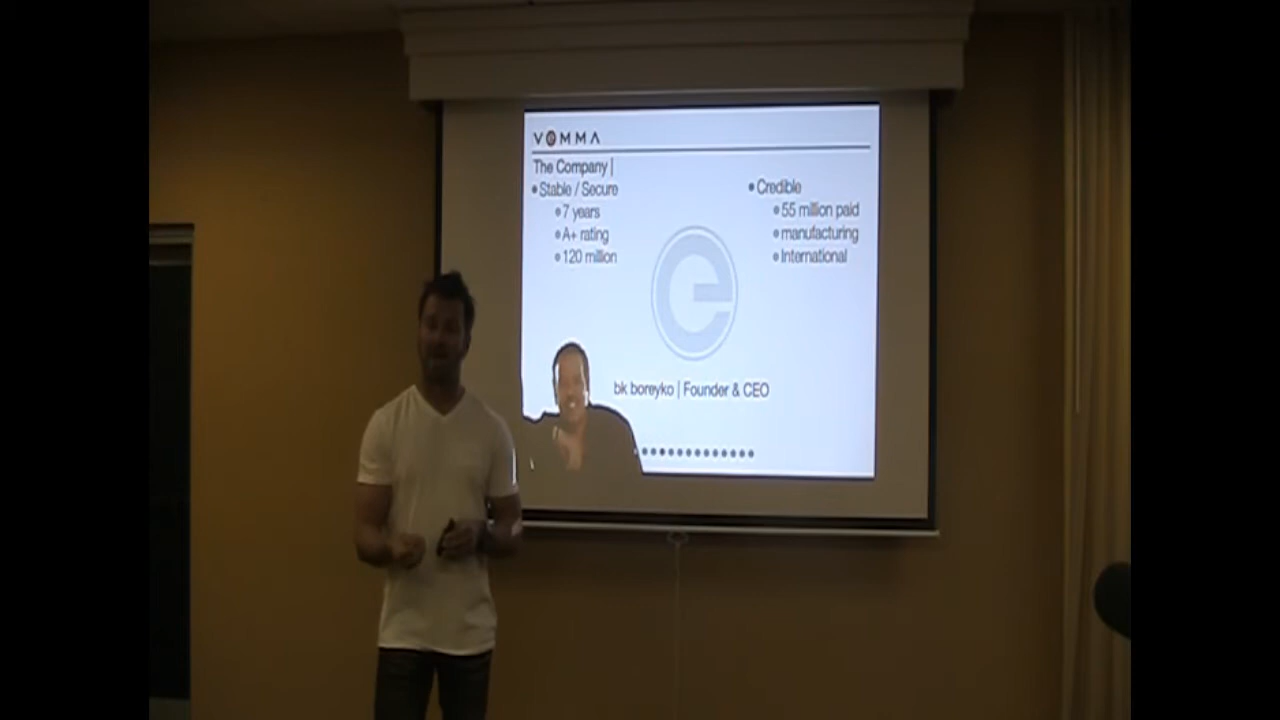 VEMMA
The Company |
• Stable / Secure
• 7 years
• A+ rating
• 120 million
• Credible
• 55 million paid
• manufacturing
• International
e
bk boreyko | Founder & CEO